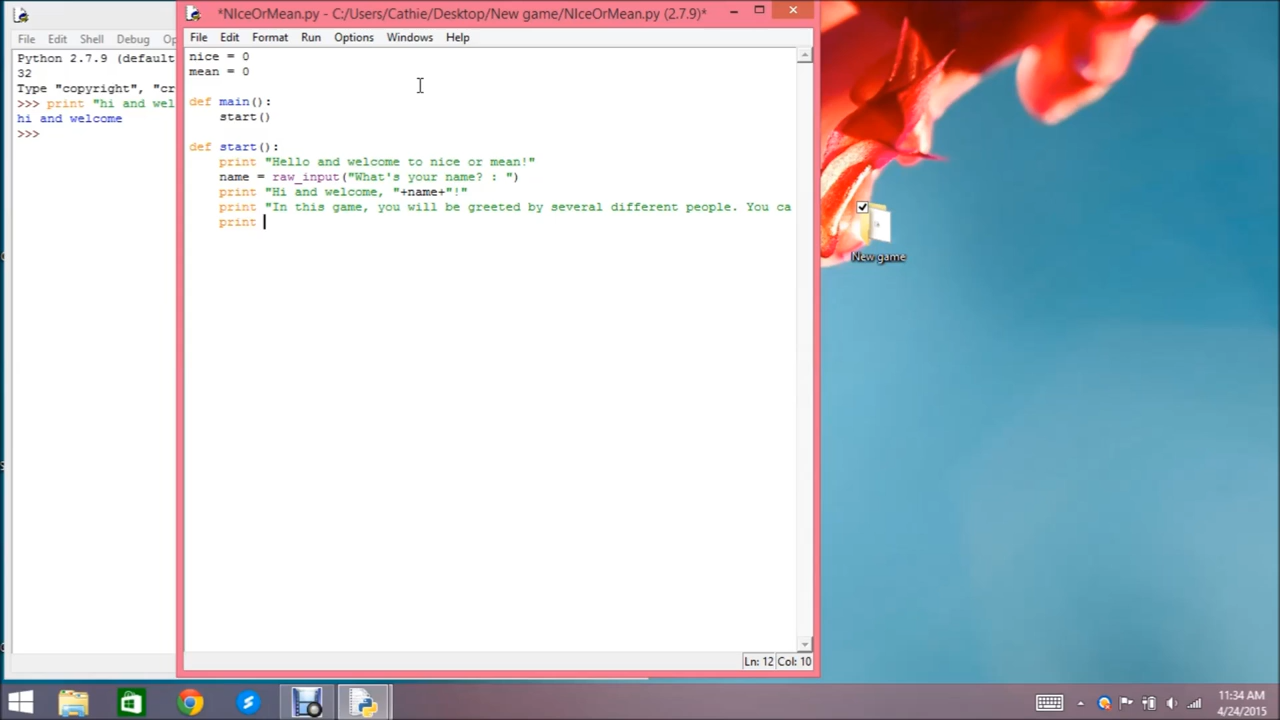 *NIceOrMean.py - C:/Users/Cathie/Desktop/New game/NIceOrMean.py (2.7.9)*
File Edit Shell Debug Op
File Edit Format Run Options Windows Help
Python 2.7.9 (default
32
Type "copyright", "cr
>>> print "hi and wel
hi and welcome
>>>
nice = 0
mean = 0
def main():
start()
def start():
print "Hello and welcome to nice or mean!"
name = raw_input("What's your name? : ")
print "Hi and welcome, "+name+"!"
print "In this game, you will be greeted by several different people. You ca
print
New game
Ln: 12 Col: 10
11:34 AM
4/24/2015